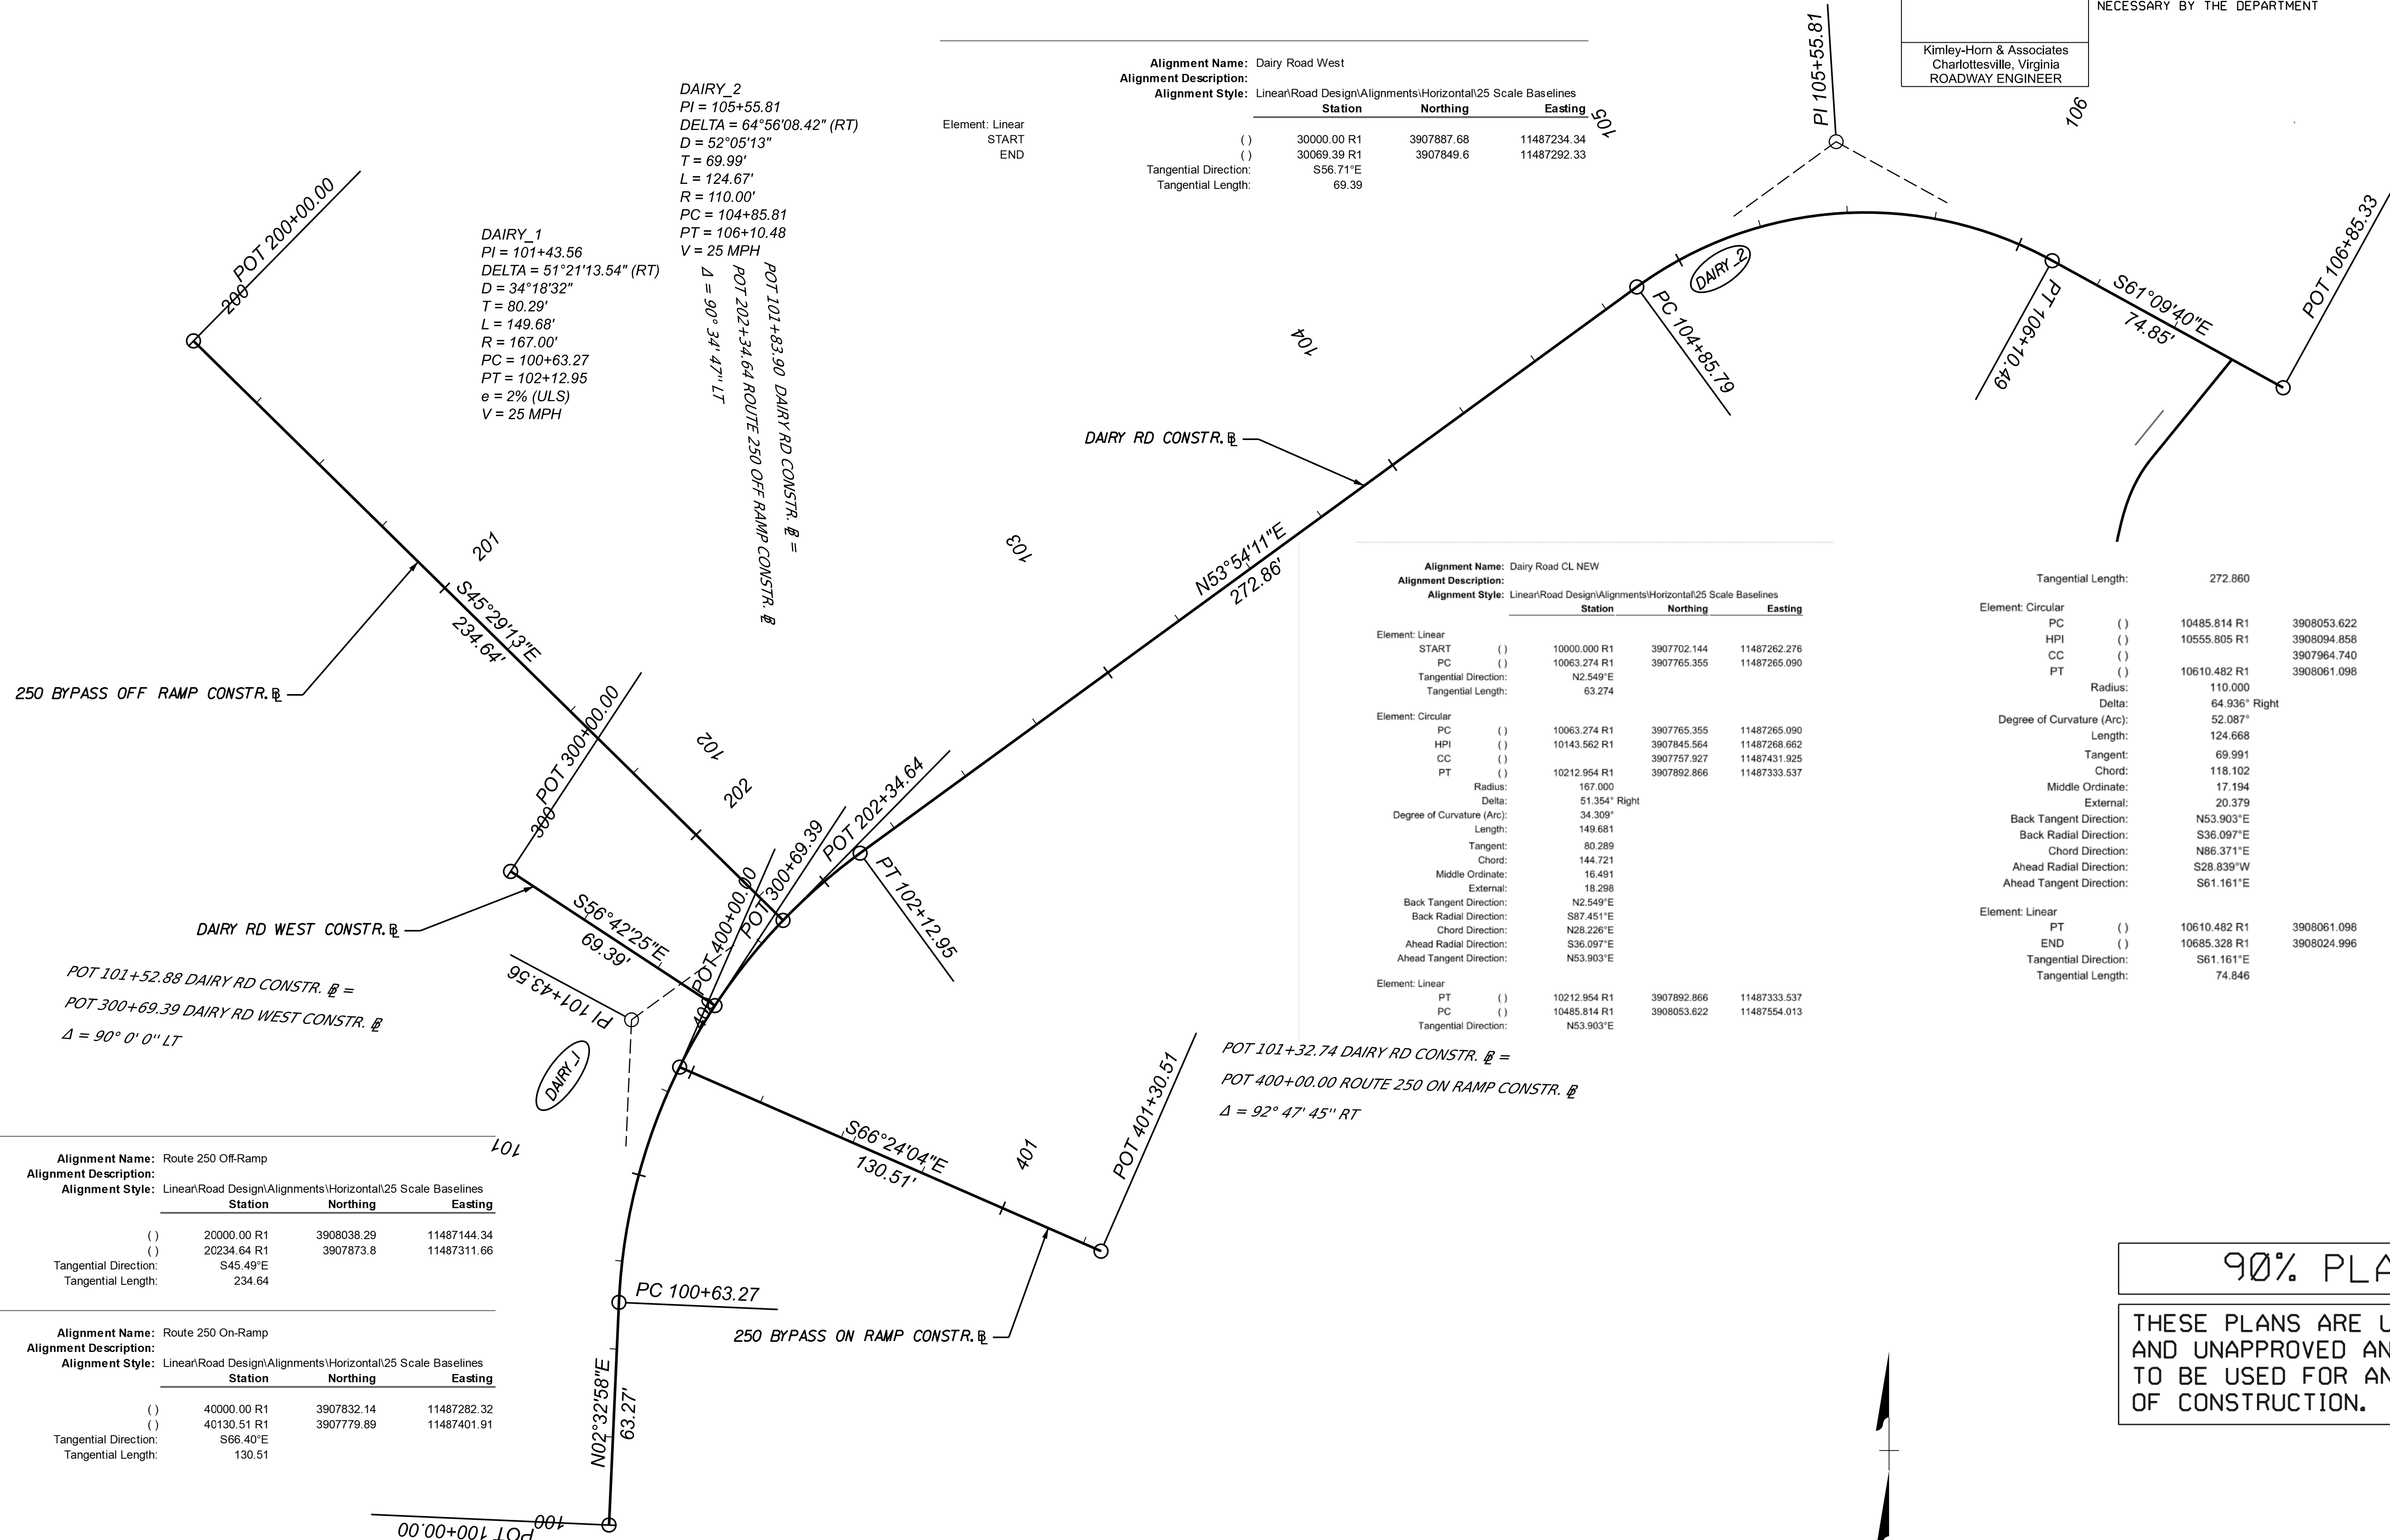 NECESSARY BY THE DEPARTMENT
Kimley-Horn & Associates
Charlottesville, Virginia
ROADWAY ENGINEER
Alignment Name: Dairy Road West
Alignment Description:
Alignment Style: Linear\Road Design\Alignments\Horizontal\25 Scale Baselines
Station Northing Easting
Element: Linear
START ( ) 30000.00 R1 3907887.68 11487234.34
END ( ) 30069.39 R1 3907849.6 11487292.33
Tangential Direction: S56.71°E
Tangential Length: 69.39
DAIRY_2
PI = 105+55.81
DELTA = 64°56'08.42" (RT)
D = 52°05'13"
T = 69.99'
L = 124.67'
R = 110.00'
PC = 104+85.81
PT = 106+10.48
V = 25 MPH
DAIRY_1
PI = 101+43.56
DELTA = 51°21'13.54" (RT)
D = 34°18'32"
T = 80.29'
L = 149.68'
R = 167.00'
PC = 100+63.27
PT = 102+12.95
e = 2% (ULS)
V = 25 MPH
POT 101+83.90 DAIRY RD CONSTR. BL =
POT 202+34.64 ROUTE 250 OFF RAMP CONSTR. BL
Δ = 90° 34' 47'' LT
POT 200+00.00
200
201
S45°29'13"E
234.64'
250 BYPASS OFF RAMP CONSTR. BL
202
POT 202+34.64
PI 105+55.81
105
106
DAIRY_2
PC 104+85.79
PT 106+10.49
S61°09'40"E
74.85'
POT 106+85.33
104
DAIRY RD CONSTR. BL
103
N53°54'11"E
272.86'
102
POT 300+00.00
300
POT 300+69.39
POT 400+00.00
400
PT 102+12.95
S56°42'25"E
69.39'
DAIRY RD WEST CONSTR. BL
PI 101+43.56
DAIRY_1
POT 101+52.88 DAIRY RD CONSTR. BL =
POT 300+69.39 DAIRY RD WEST CONSTR. BL
Δ = 90° 0' 0'' LT
Alignment Name: Dairy Road CL NEW
Alignment Description:
Alignment Style: Linear\Road Design\Alignments\Horizontal\25 Scale Baselines
Station Northing Easting
Element: Linear
START ( ) 10000.000 R1 3907702.144 11487262.276
PC ( ) 10063.274 R1 3907765.355 11487265.090
Tangential Direction: N2.549°E
Tangential Length: 63.274
Element: Circular
PC ( ) 10063.274 R1 3907765.355 11487265.090
HPI ( ) 10143.562 R1 3907845.564 11487268.662
CC ( ) 3907757.927 11487431.925
PT ( ) 10212.954 R1 3907892.866 11487333.537
Radius: 167.000
Delta: 51.354° Right
Degree of Curvature (Arc): 34.309°
Length: 149.681
Tangent: 80.289
Chord: 144.721
Middle Ordinate: 16.491
External: 18.298
Back Tangent Direction: N2.549°E
Back Radial Direction: S87.451°E
Chord Direction: N28.226°E
Ahead Radial Direction: S36.097°E
Ahead Tangent Direction: N53.903°E
Element: Linear
PT ( ) 10212.954 R1 3907892.866 11487333.537
PC ( ) 10485.814 R1 3908053.622 11487554.013
Tangential Direction: N53.903°E
Tangential Length: 272.860
Element: Circular
PC ( ) 10485.814 R1 3908053.622
HPI ( ) 10555.805 R1 3908094.858
CC ( ) 3907964.740
PT ( ) 10610.482 R1 3908061.098
Radius: 110.000
Delta: 64.936° Right
Degree of Curvature (Arc): 52.087°
Length: 124.668
Tangent: 69.991
Chord: 118.102
Middle Ordinate: 17.194
External: 20.379
Back Tangent Direction: N53.903°E
Back Radial Direction: S36.097°E
Chord Direction: N86.371°E
Ahead Radial Direction: S28.839°W
Ahead Tangent Direction: S61.161°E
Element: Linear
PT ( ) 10610.482 R1 3908061.098
END ( ) 10685.328 R1 3908024.996
Tangential Direction: S61.161°E
Tangential Length: 74.846
POT 101+32.74 DAIRY RD CONSTR. BL =
POT 400+00.00 ROUTE 250 ON RAMP CONSTR. BL
Δ = 92° 47' 45'' RT
S66°24'04"E
130.51'
401
POT 401+30.51
250 BYPASS ON RAMP CONSTR. BL
101
PC 100+63.27
N02°32'58"E
63.27'
100
POT 100+00.00
Alignment Name: Route 250 Off-Ramp
Alignment Description:
Alignment Style: Linear\Road Design\Alignments\Horizontal\25 Scale Baselines
Station Northing Easting
( ) 20000.00 R1 3908038.29 11487144.34
( ) 20234.64 R1 3907873.8 11487311.66
Tangential Direction: S45.49°E
Tangential Length: 234.64
Alignment Name: Route 250 On-Ramp
Alignment Description:
Alignment Style: Linear\Road Design\Alignments\Horizontal\25 Scale Baselines
Station Northing Easting
( ) 40000.00 R1 3907832.14 11487282.32
( ) 40130.51 R1 3907779.89 11487401.91
Tangential Direction: S66.40°E
Tangential Length: 130.51
90% PLA
THESE PLANS ARE U
AND UNAPPROVED AN
TO BE USED FOR AN
OF CONSTRUCTION.